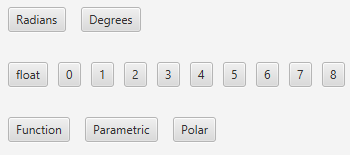 Radians Degrees
float 0 1 2 3 4 5 6 7 8
Function Parametric Polar